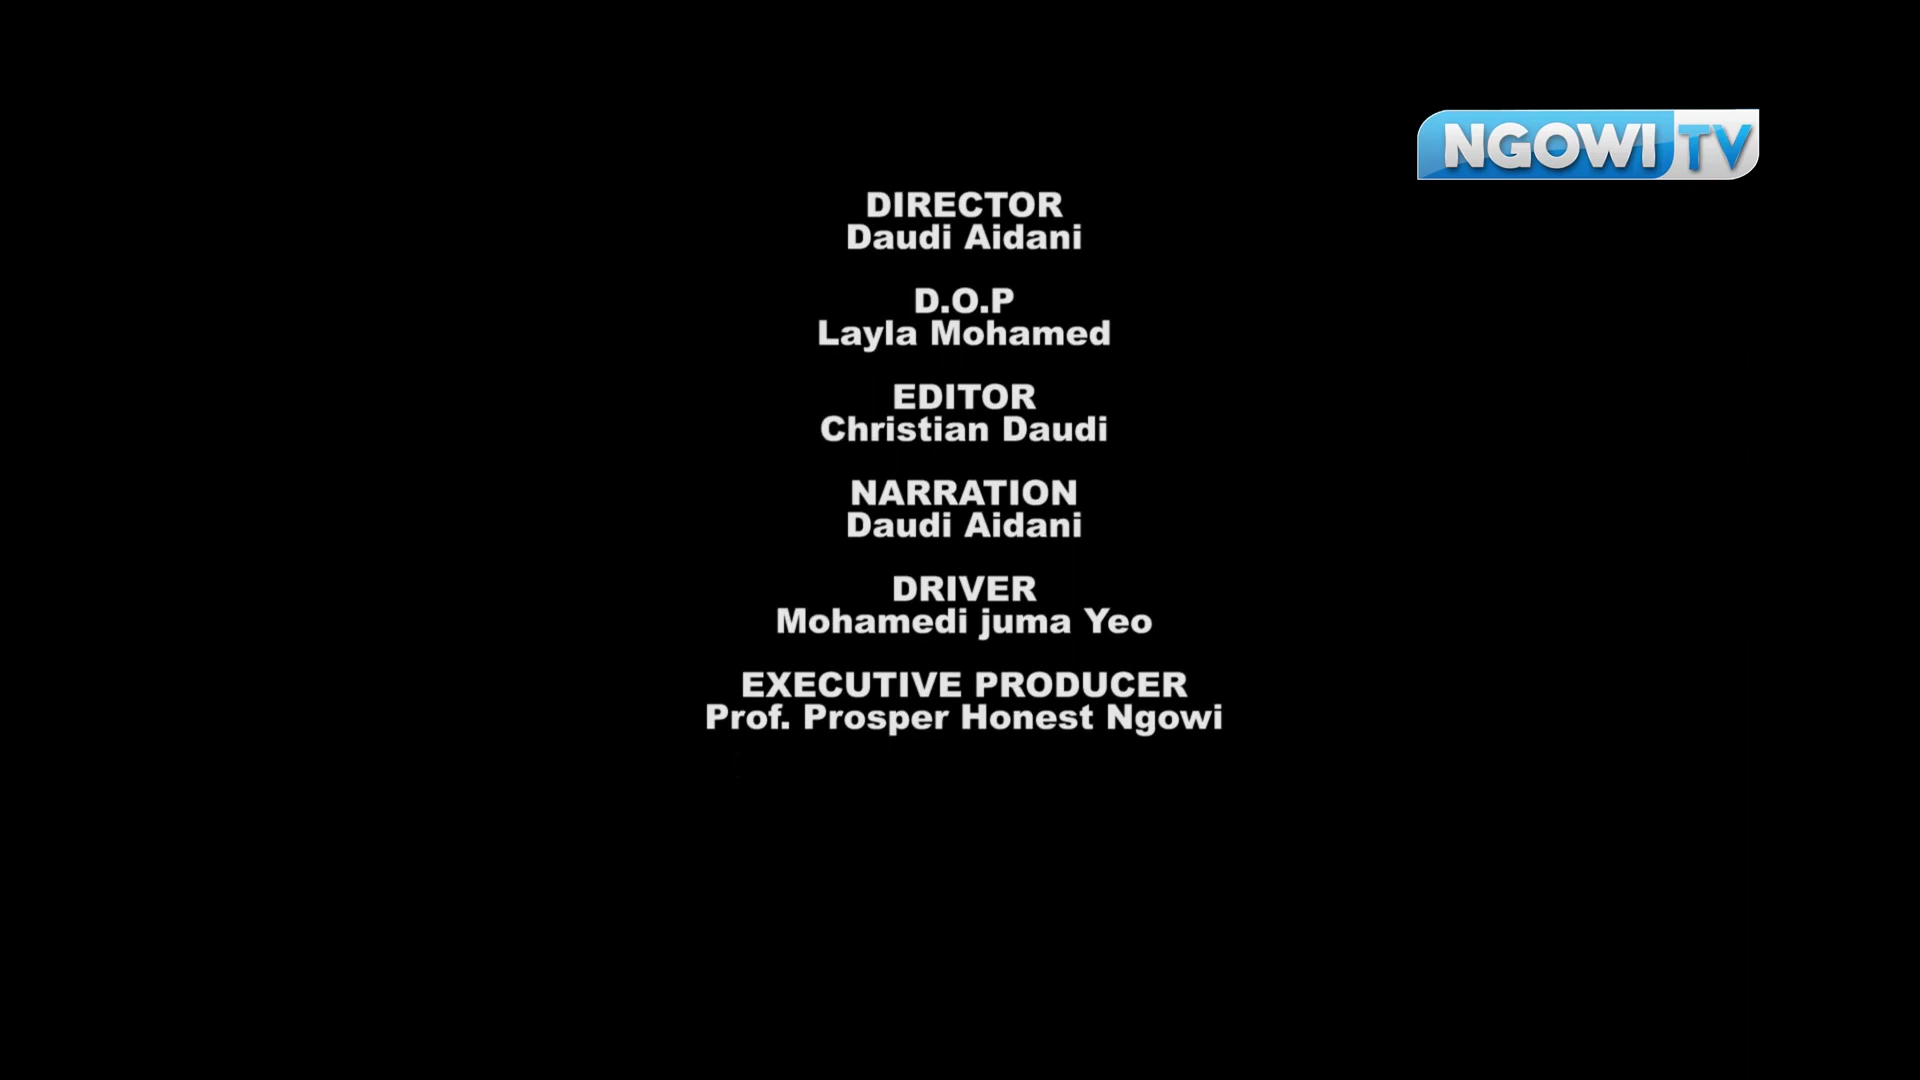 NGOWI TV
DIRECTOR
Daudi Aidani
D.O.P
Layla Mohamed
EDITOR
Christian Daudi
NARRATION
Daudi Aidani
DRIVER
Mohamedi juma Yeo
EXECUTIVE PRODUCER
Prof. Prosper Honest Ngowi